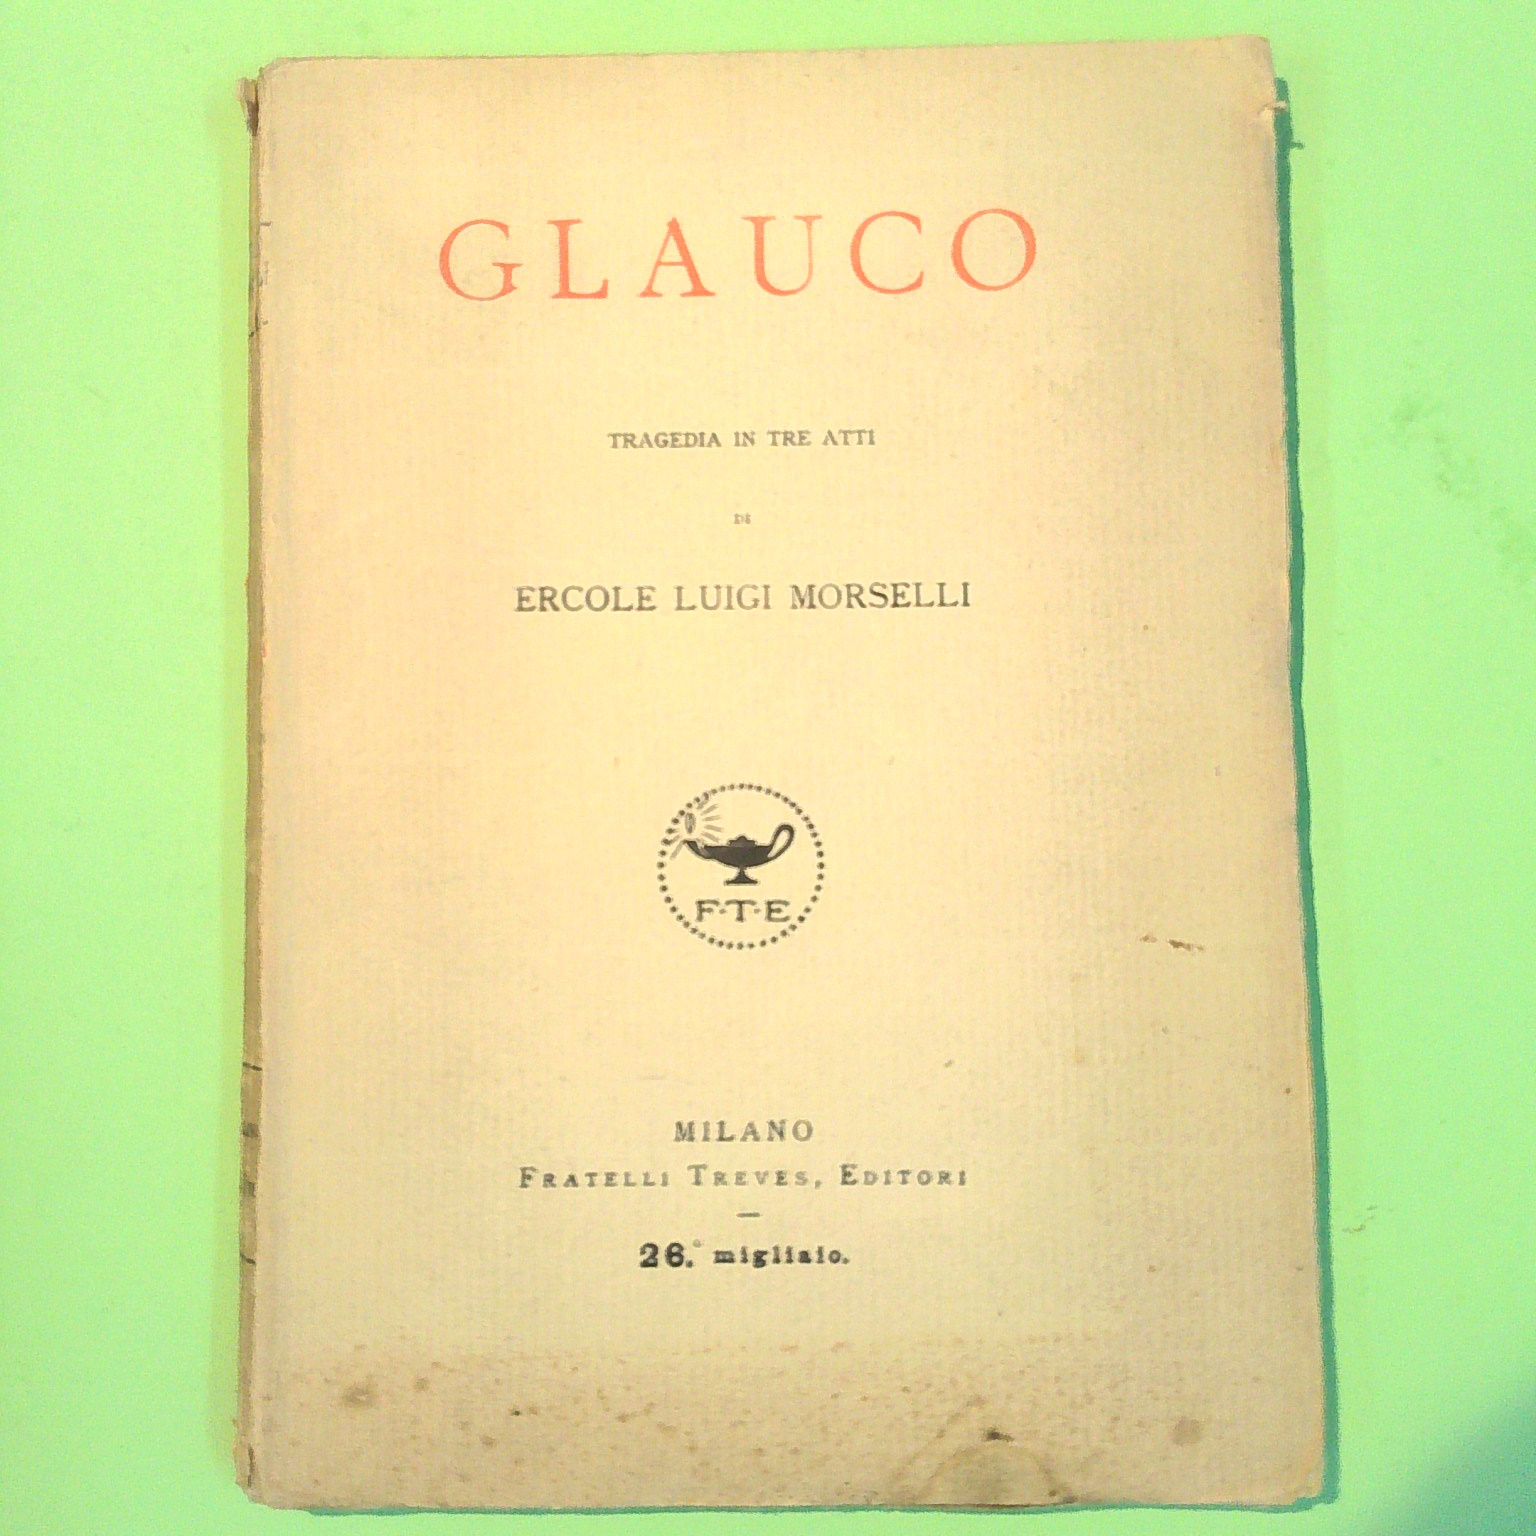 GLAUCO
TRAGEDIA IN TRE ATTI
DI
ERCOLE LUIGI MORSELLI
F·T·E
MILANO
FRATELLI TREVES, EDITORI
26.° migliaio.